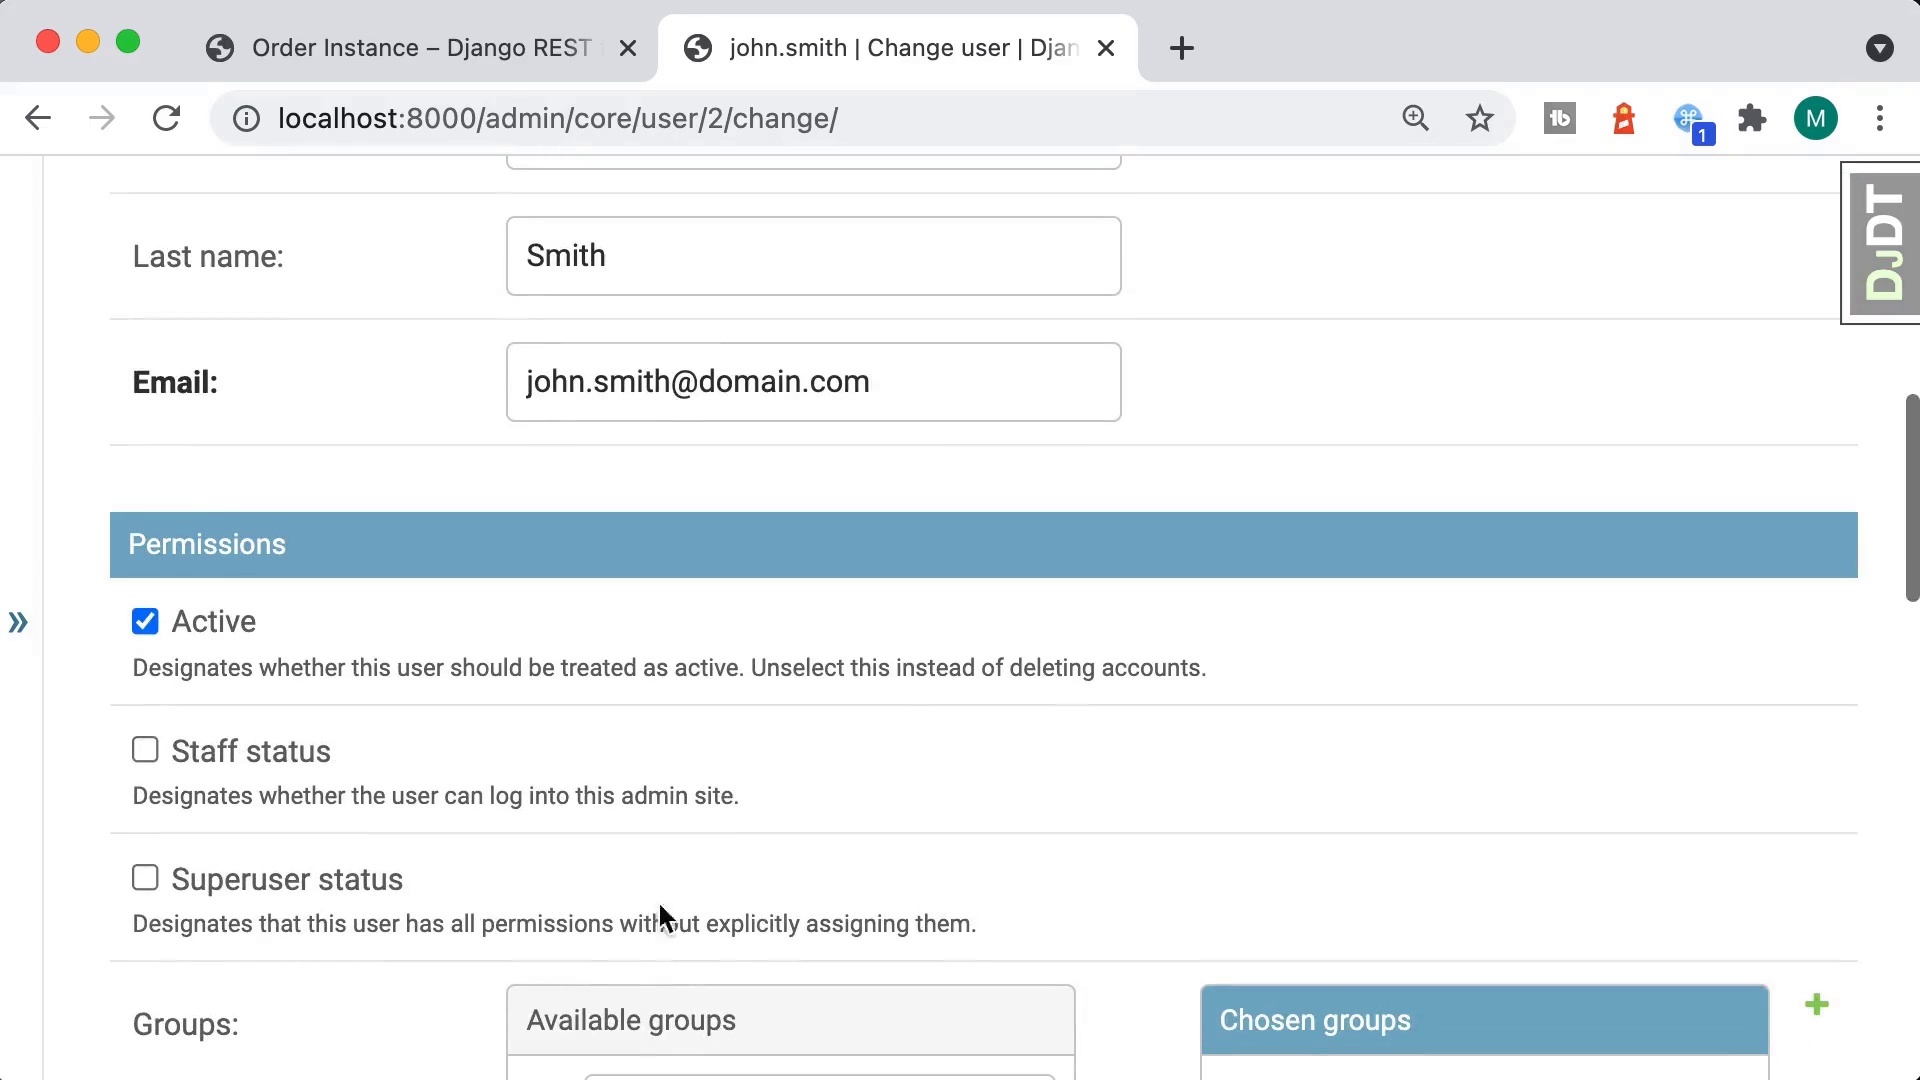 Order Instance – Django REST
john.smith | Change user | Djan
localhost:8000/admin/core/user/2/change/
1
M
DjDT
Last name:
Smith
Email:
john.smith@domain.com
Permissions
Active
Designates whether this user should be treated as active. Unselect this instead of deleting accounts.
Staff status
Designates whether the user can log into this admin site.
Superuser status
Designates that this user has all permissions without explicitly assigning them.
Groups:
Available groups
Chosen groups